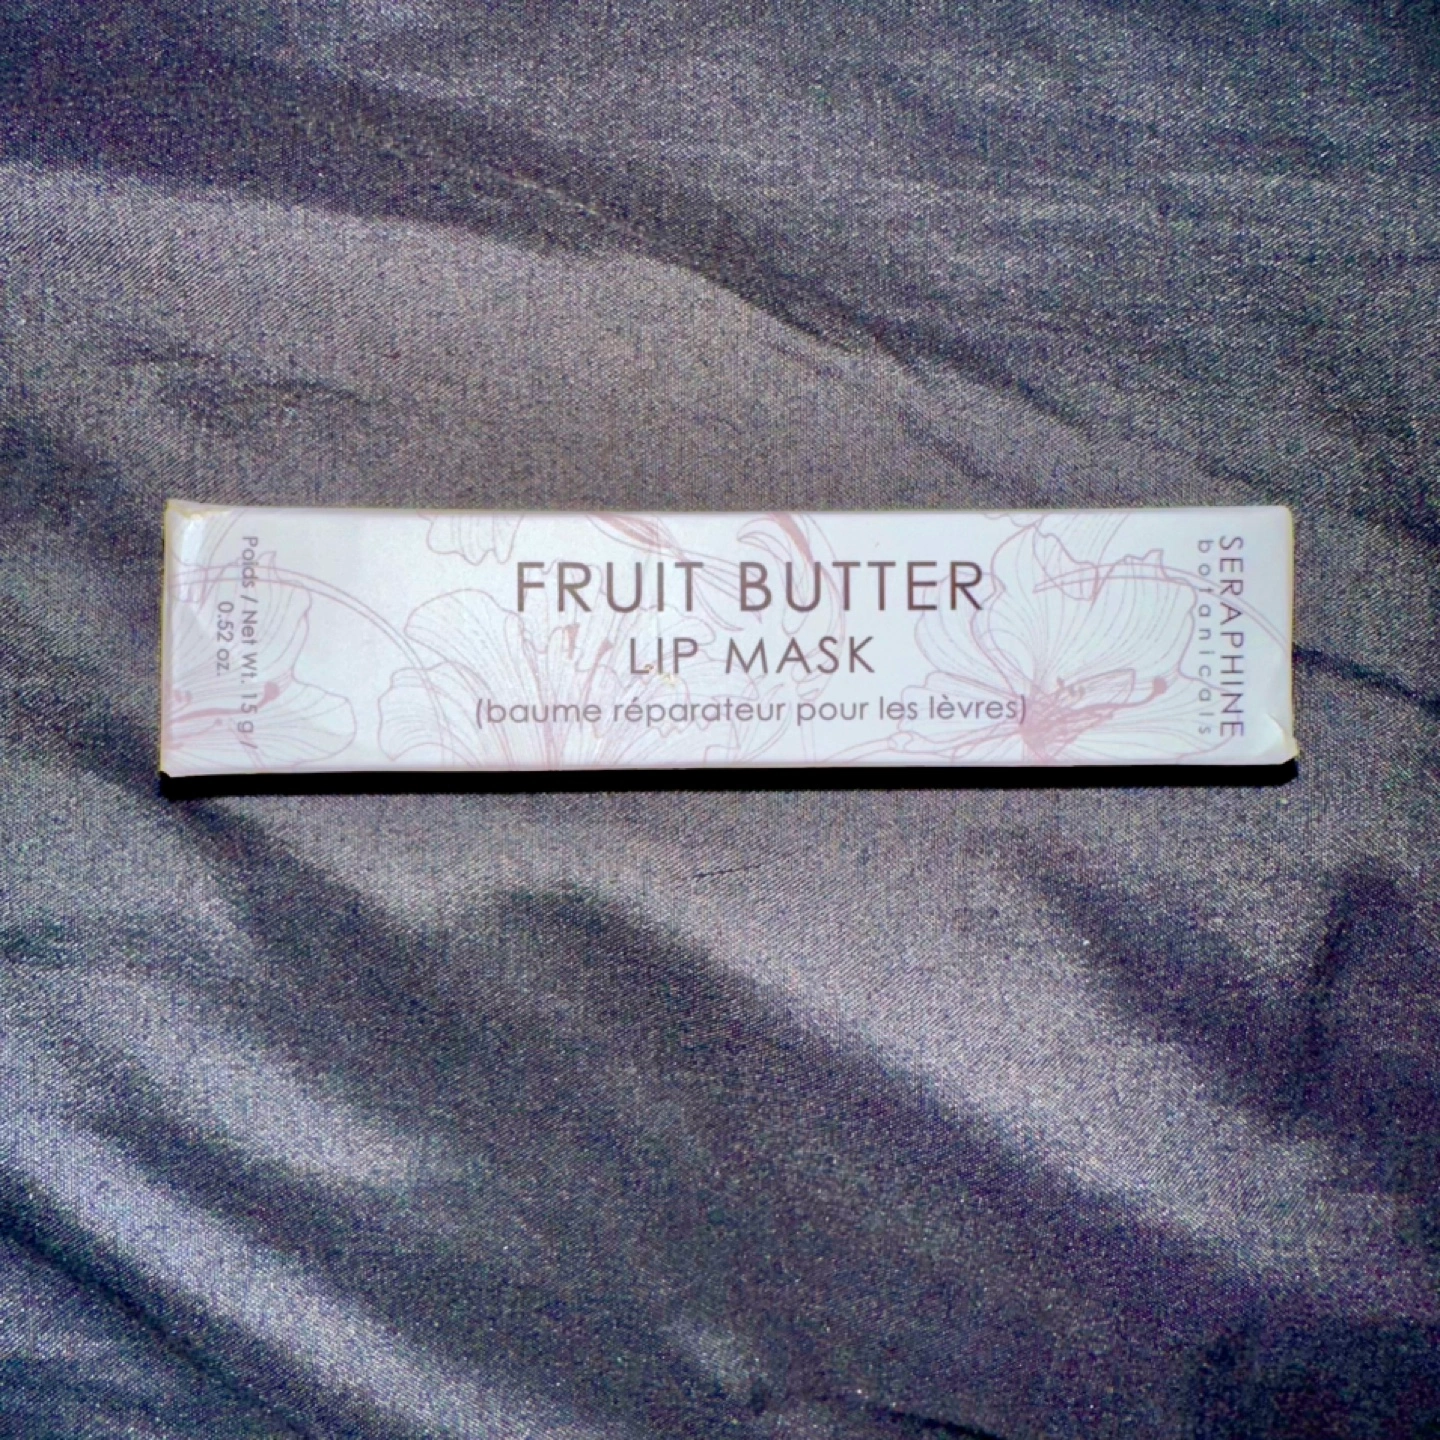 FRUIT BUTTER
LIP MASK
(baume réparateur pour les lèvres)
SERAPHINE
botanicals
Poids / Net Wt. 15 g /
0.52 oz.